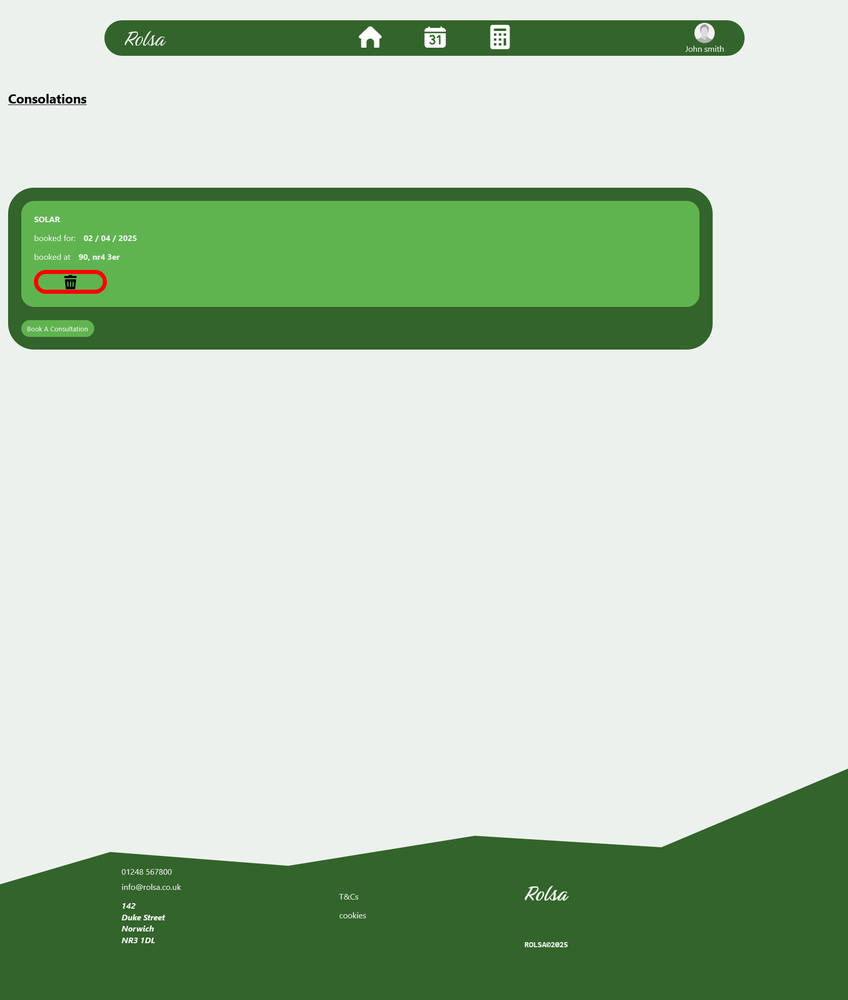 Rolsa
31
John smith
Consolations
SOLAR
booked for: 02 / 04 / 2025
booked at 90, nr4 3er
Book A Consultation
01248 567800
info@rolsa.co.uk
142
Duke Street
Norwich
NR3 1DL
T&Cs
cookies
Rolsa
ROLSA©2025